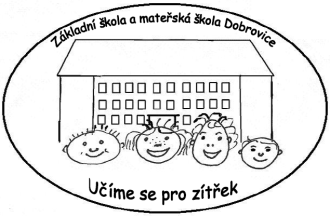 Základní škola a mateřská škola Dobrovice
Učíme se pro zítřek